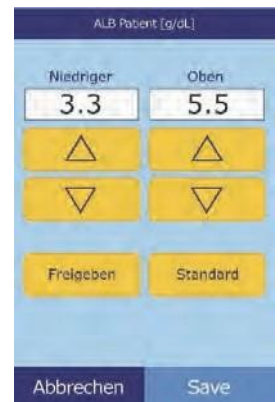 ALB Patient [g/dL]
Niedriger Oben
3.3 5.5
Freigeben Standard
Abbrechen Save